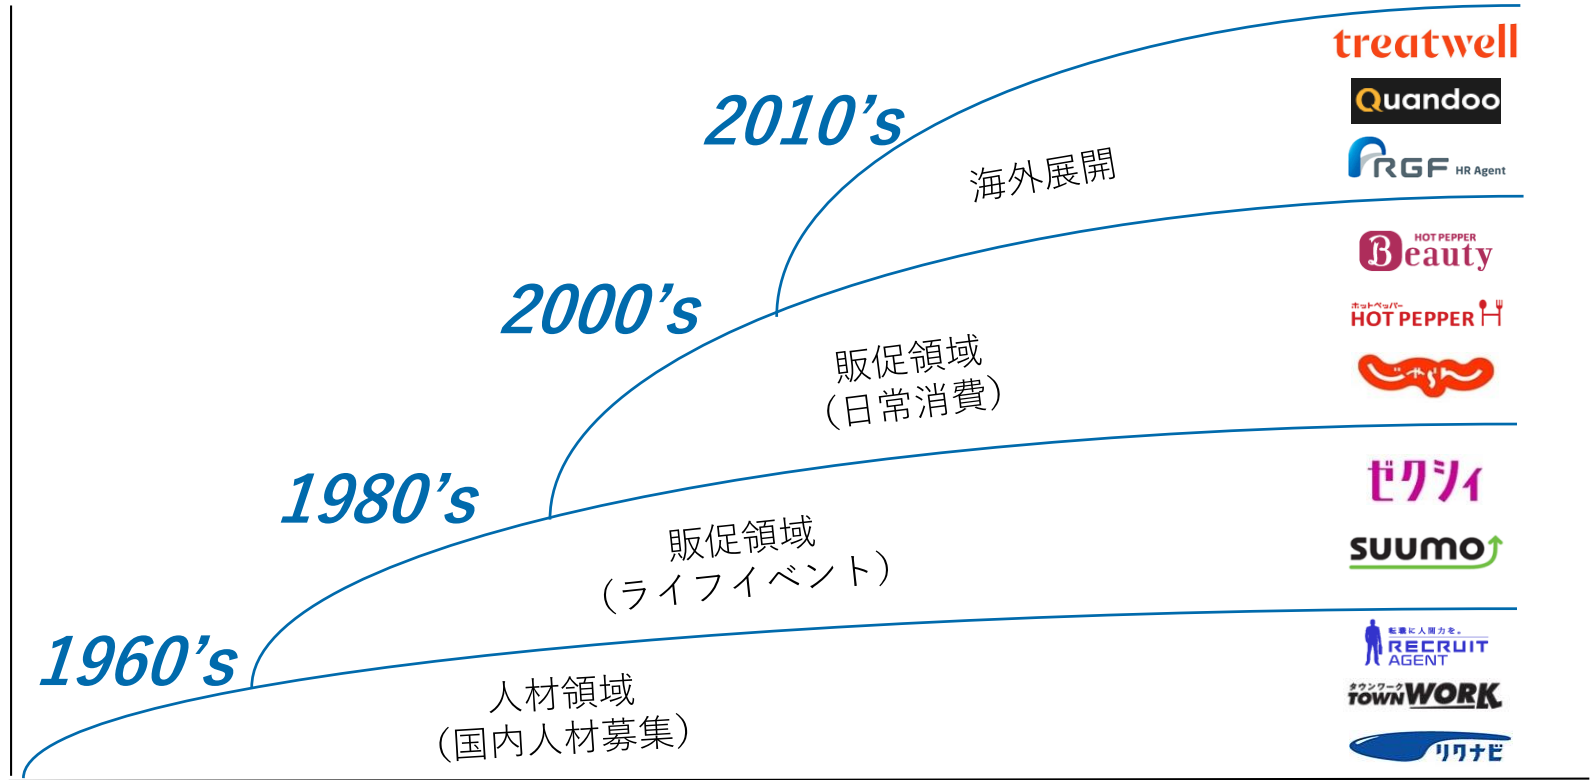 treatwell
Quandoo
2010's
海外展開
RGF HR Agent
HOT PEPPER
Beauty
2000's
ホットペッパー
HOT PEPPER
販促領域
（日常消費）
じゃらん
1980's
ゼクシィ
販促領域
（ライフイベント）
SUUMO
1960's
転職に人間力を。
RECRUIT
AGENT
人材領域
（国内人材募集）
タウンワーク
TOWNWORK
リクナビ